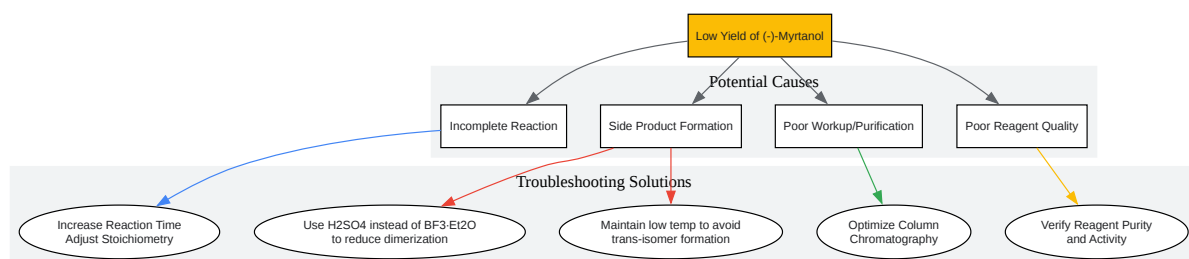 Low Yield of (-)-Myrtanol
Potential Causes
Incomplete Reaction
Side Product Formation
Poor Workup/Purification
Poor Reagent Quality
Troubleshooting Solutions
Increase Reaction Time
Adjust Stoichiometry
Use H2SO4 instead of BF3·Et2O
to reduce dimerization
Maintain low temp to avoid
trans-isomer formation
Optimize Column
Chromatography
Verify Reagent Purity
and Activity